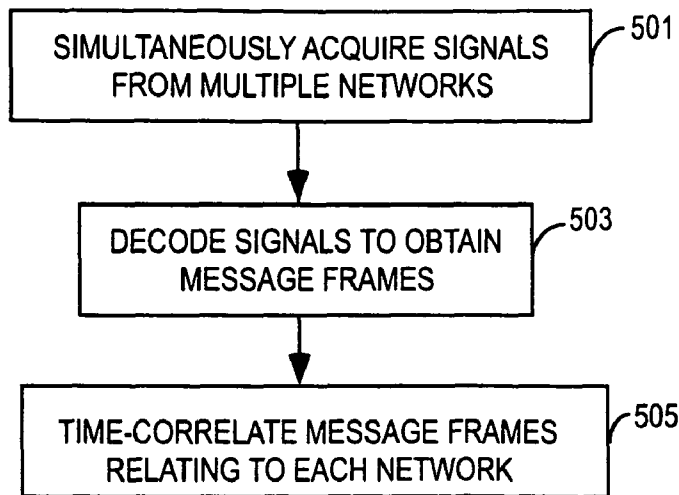 SIMULTANEOUSLY ACQUIRE SIGNALS
FROM MULTIPLE NETWORKS
501
DECODE SIGNALS TO OBTAIN
MESSAGE FRAMES
503
TIME-CORRELATE MESSAGE FRAMES
RELATING TO EACH NETWORK
505